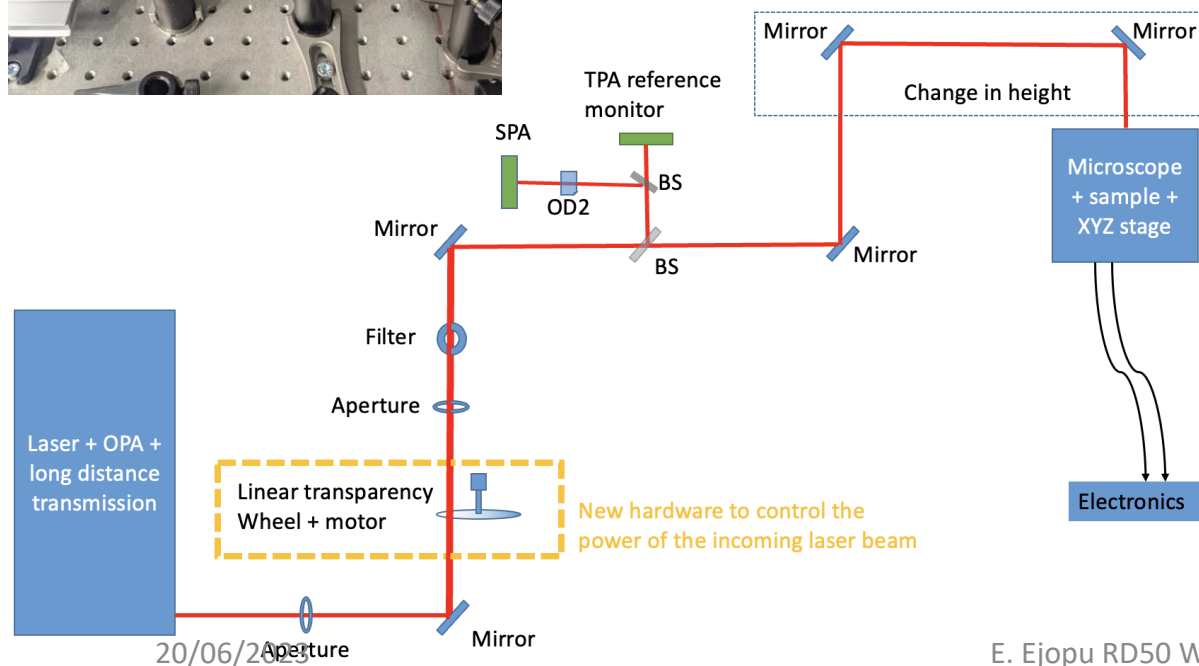 Mirror
Mirror
Change in height
TPA reference
monitor
SPA
BS
OD2
Microscope
+ sample +
XYZ stage
Mirror
BS
Mirror
Filter
Aperture
Laser + OPA +
long distance
transmission
Linear transparency
Wheel + motor
New hardware to control the
power of the incoming laser beam
Electronics
Mirror
Aperture
20/06/2023
E. Ejopu RD50 W